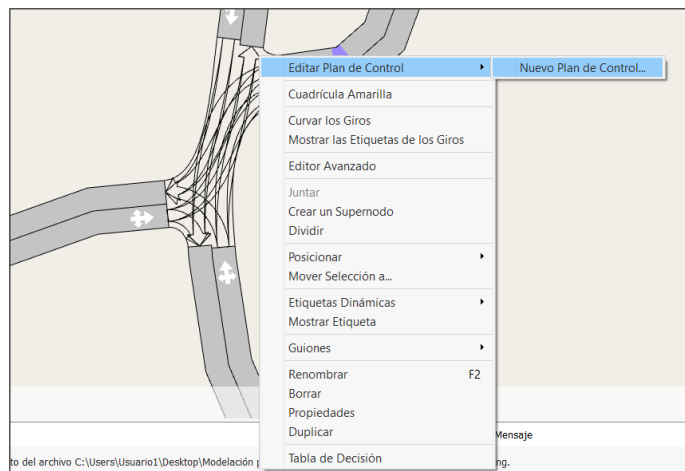 Editar Plan de Control
Nuevo Plan de Control...
Cuadrícula Amarilla
Curvar los Giros
Mostrar las Etiquetas de los Giros
Editor Avanzado
Juntar
Crear un Supernodo
Dividir
Posicionar
Mover Selección a...
Etiquetas Dinámicas
Mostrar Etiqueta
Guiones
Renombrar F2
Borrar
Propiedades
Duplicar
Tabla de Decisión
Mensaje
to del archivo C:\Users\Usuario1\Desktop\Modelación p
ng.